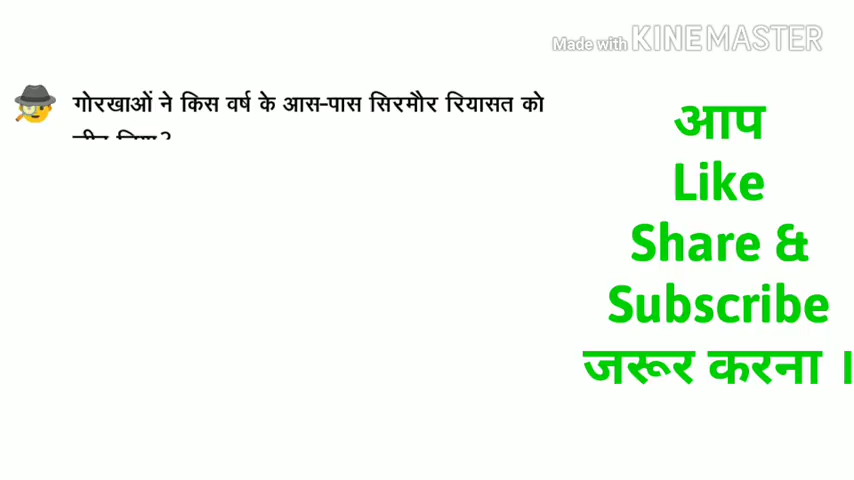 Made with KINEMASTER
गोरखाओं ने किस वर्ष के आस-पास सिरमौर रियासत को
आप
Like
Share &
Subscribe
जरूर करना ।